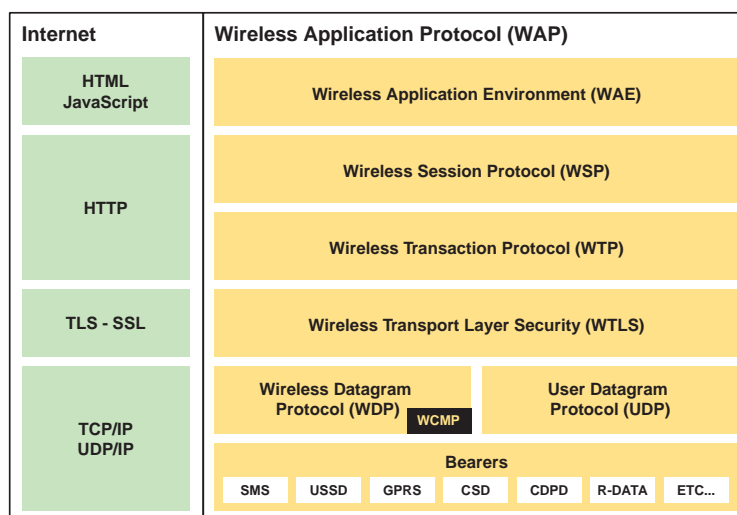 Internet
Wireless Application Protocol (WAP)
HTML
JavaScript
Wireless Application Environment (WAE)
HTTP
Wireless Session Protocol (WSP)
Wireless Transaction Protocol (WTP)
TLS - SSL
Wireless Transport Layer Security (WTLS)
TCP/IP
UDP/IP
Wireless Datagram
Protocol (WDP)
WCMP
User Datagram
Protocol (UDP)
Bearers
SMS
USSD
GPRS
CSD
CDPD
R-DATA
ETC...